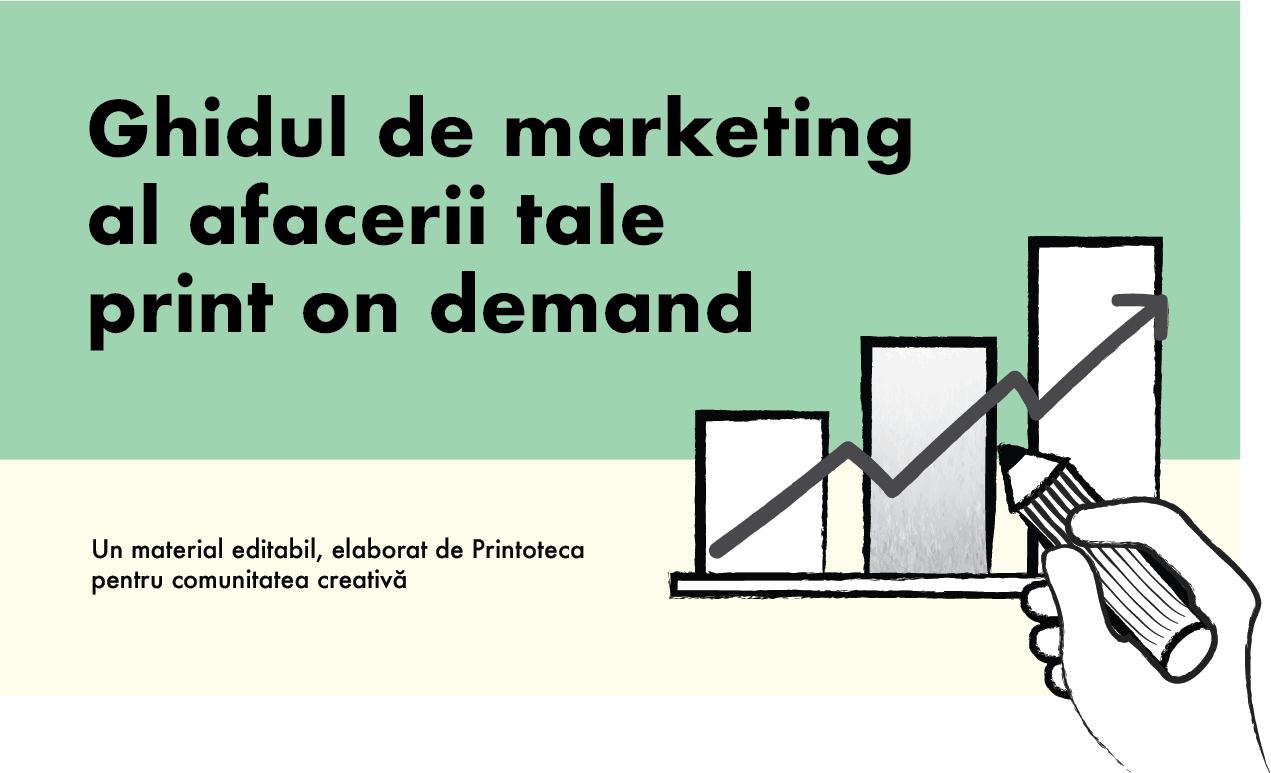 Ghidul de marketing
al afacerii tale
print on demand
Un material editabil, elaborat de Printoteca
pentru comunitatea creativă